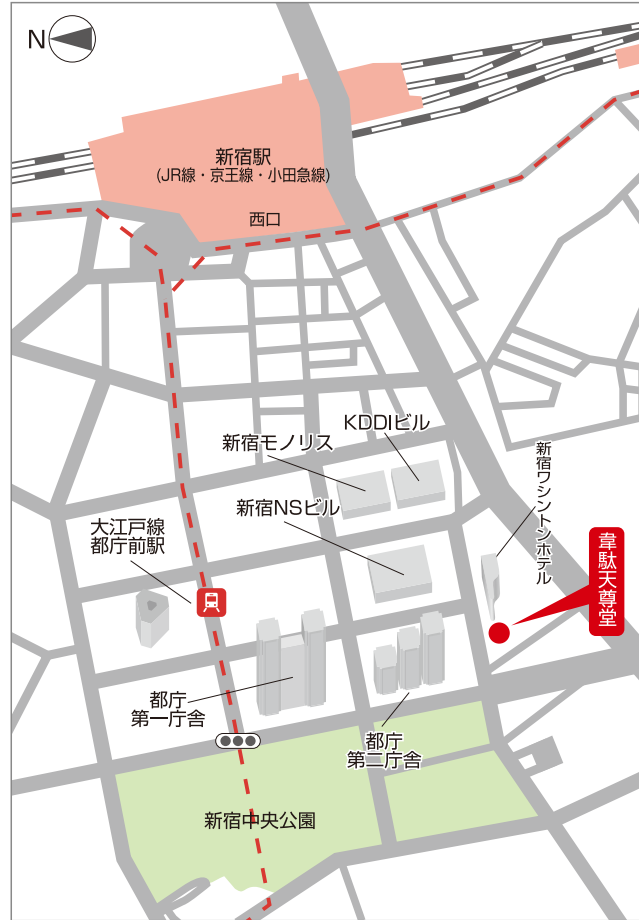 N
新宿駅
(JR線・京王線・小田急線)
西口
KDDIビル
新宿モノリス
新宿NSビル
新宿ワシントンホテル
大江戸線
都庁前駅
韋駄天尊堂
都庁
第一庁舎
都庁
第二庁舎
新宿中央公園